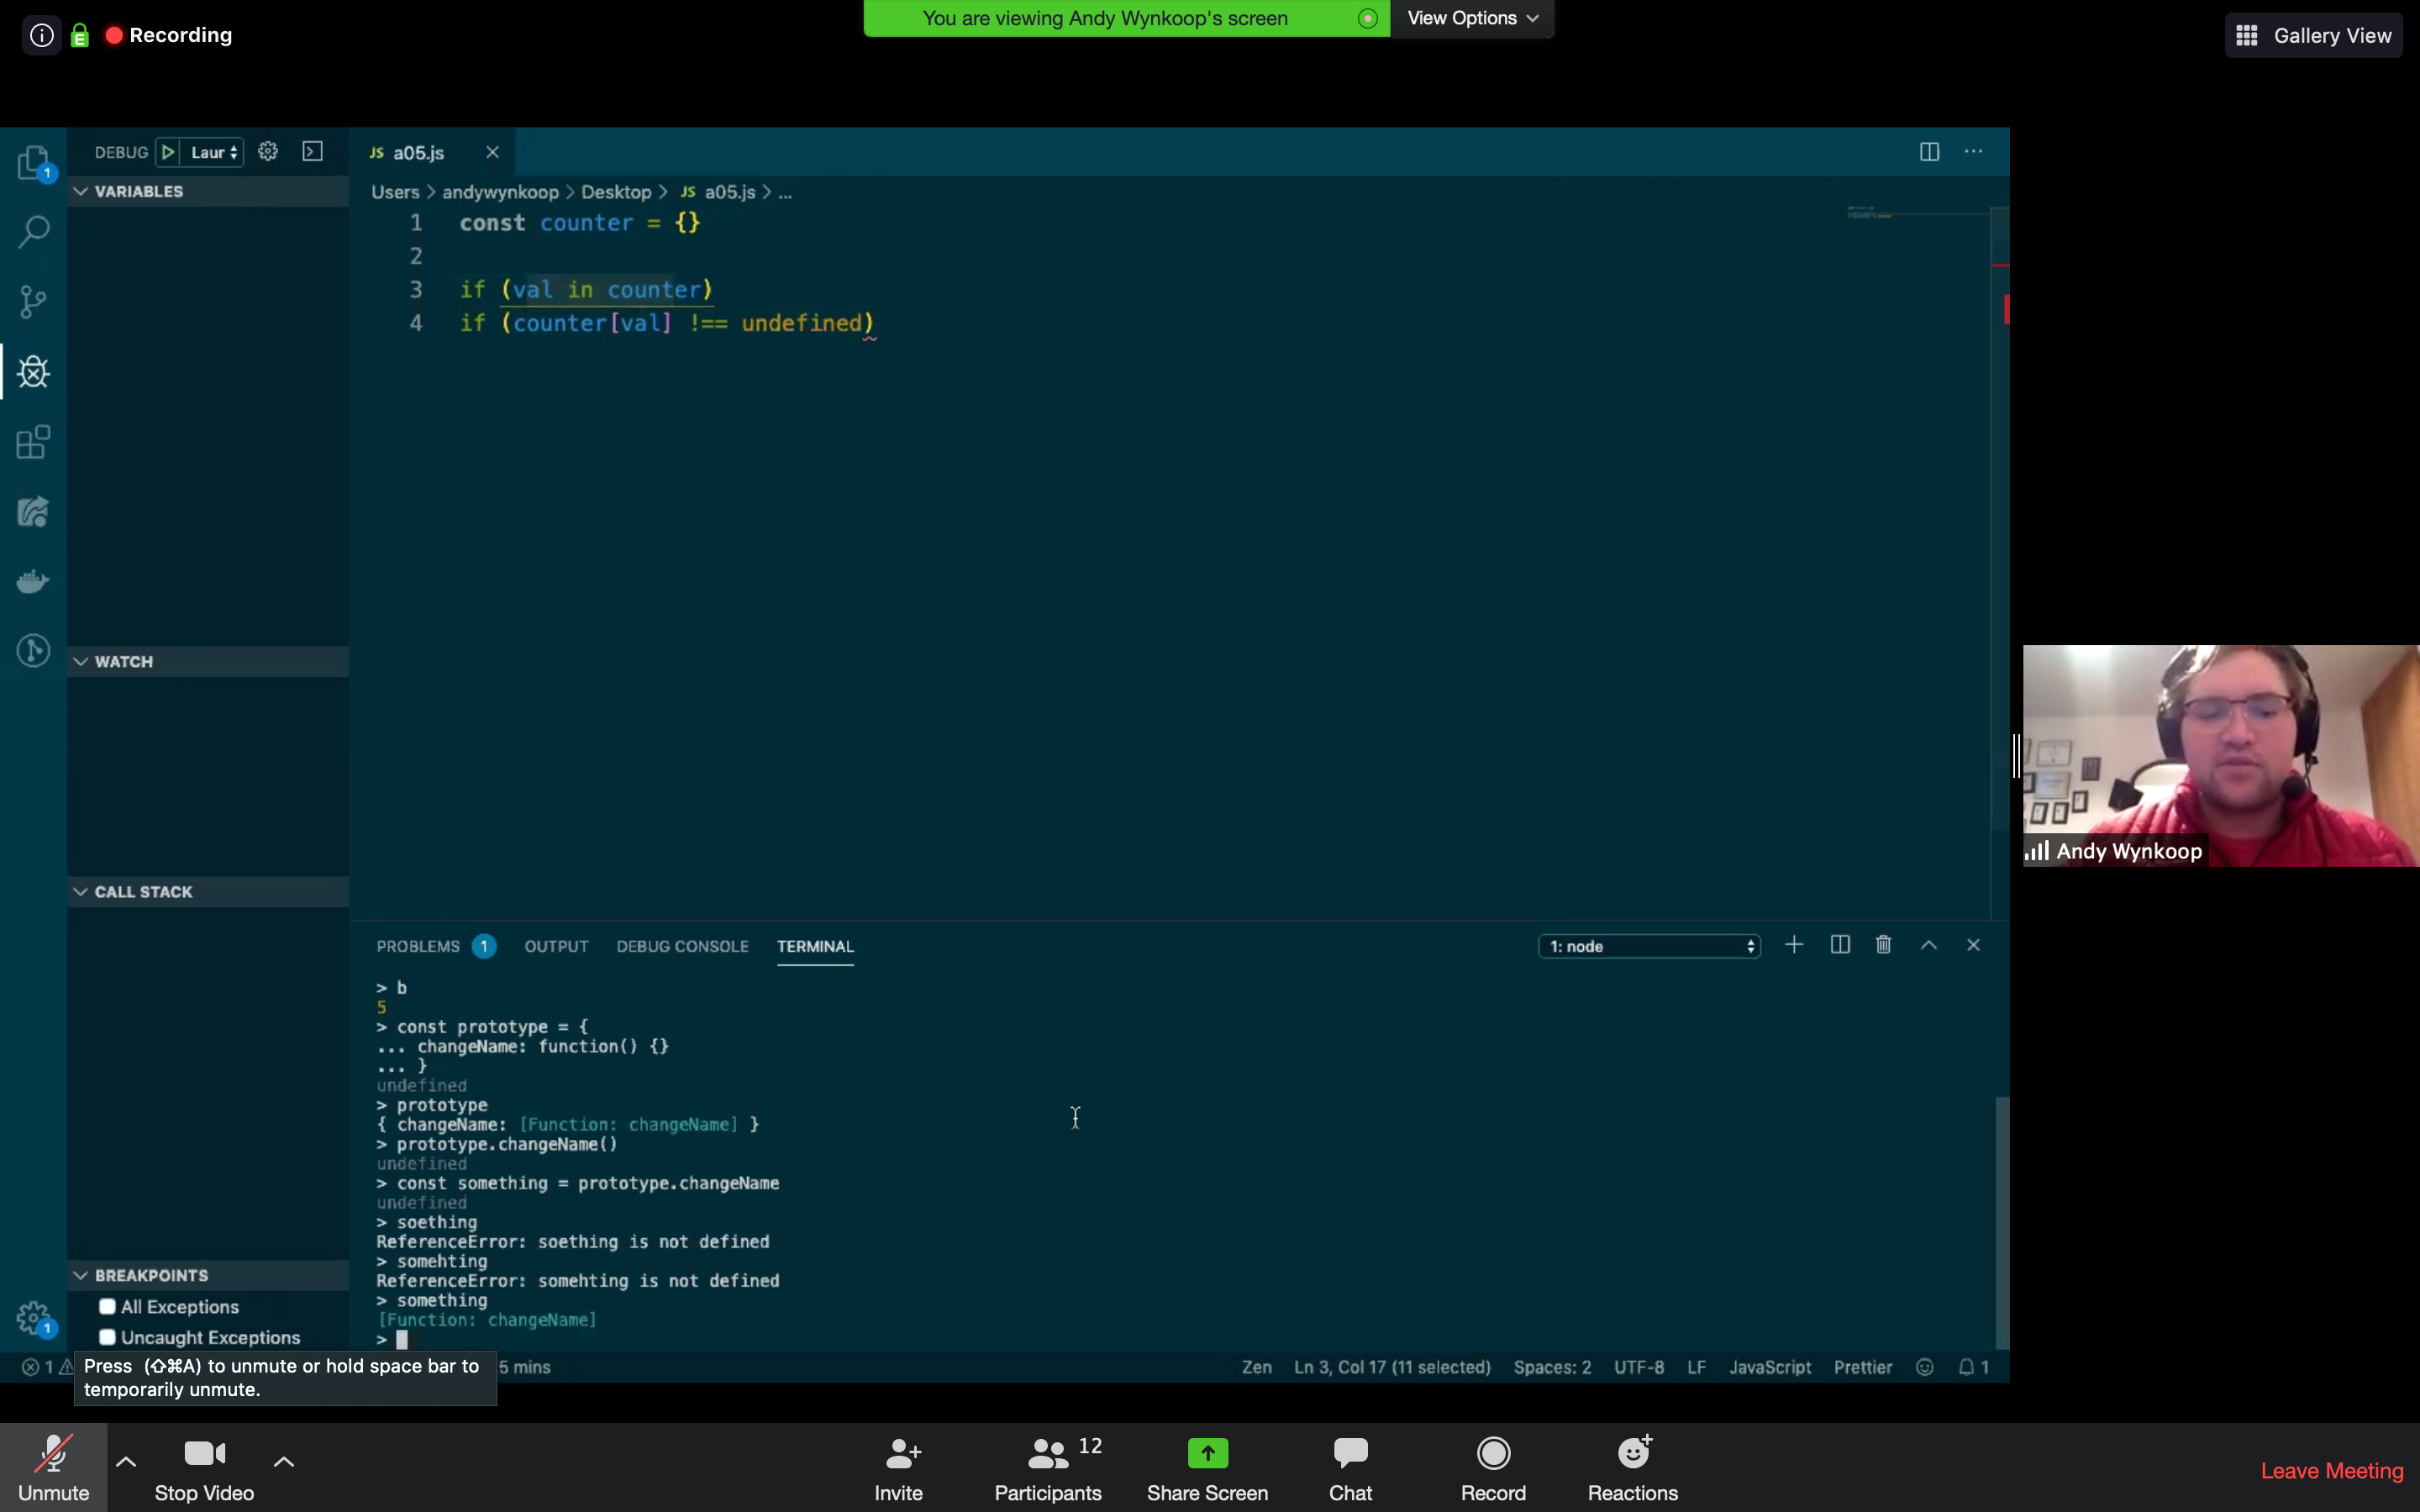 Recording
You are viewing Andy Wynkoop's screen
View Options
Gallery View
DEBUG Laur
JS a05.js
VARIABLES
Users > andywynkoop > Desktop > JS a05.js > ...
1 const counter = {}
2
3 if (val in counter)
4 if (counter[val] !== undefined)
1
WATCH
CALL STACK
Andy Wynkoop
PROBLEMS 1 OUTPUT DEBUG CONSOLE TERMINAL
1: node
> b
5
> const prototype = {
... changeName: function() {}
... }
undefined
> prototype
{ changeName: [Function: changeName] }
> prototype.changeName()
undefined
> const something = prototype.changeName
undefined
> soething
ReferenceError: soething is not defined
> somehting
ReferenceError: somehting is not defined
> something
[Function: changeName]
>
BREAKPOINTS
All Exceptions
Uncaught Exceptions
1
1
5 mins
Zen Ln 3, Col 17 (11 selected) Spaces: 2 UTF-8 LF JavaScript Prettier 1
Press (⇧⌘A) to unmute or hold space bar to
temporarily unmute.
Unmute
Stop Video
Invite
Participants 12
Share Screen
Chat
Record
Reactions
Leave Meeting